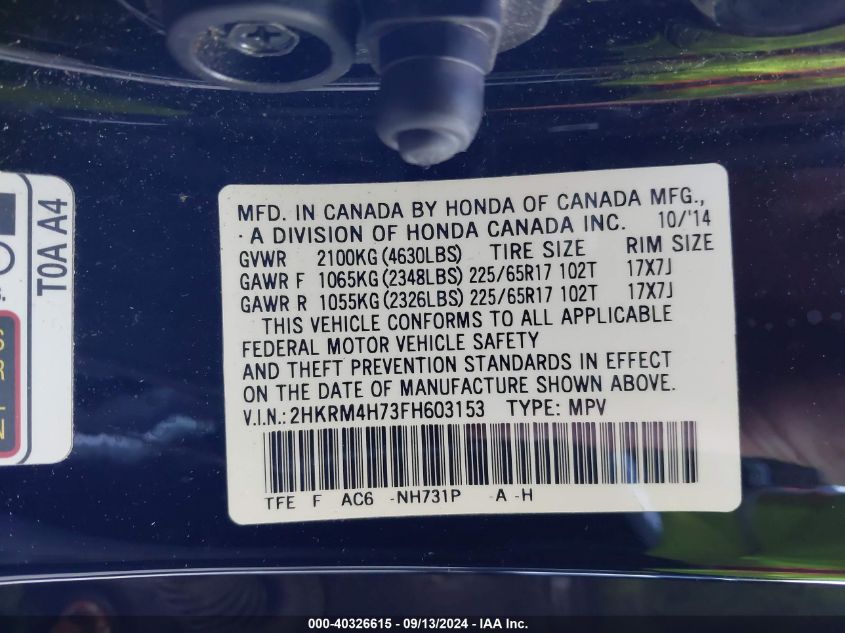 MFD. IN CANADA BY HONDA OF CANADA MFG.,
A DIVISION OF HONDA CANADA INC. 10/'14
GVWR 2100KG (4630LBS) TIRE SIZE RIM SIZE
GAWR F 1065KG (2348LBS) 225/65R17 102T 17X7J
GAWR R 1055KG (2326LBS) 225/65R17 102T 17X7J
THIS VEHICLE CONFORMS TO ALL APPLICABLE
FEDERAL MOTOR VEHICLE SAFETY
AND THEFT PREVENTION STANDARDS IN EFFECT
ON THE DATE OF MANUFACTURE SHOWN ABOVE.
V.I.N.: 2HKRM4H73FH603153 TYPE: MPV
TFE F AC6 -NH731P -A -H
T0A A4
000-40326615 - 09/13/2024 - IAA Inc.